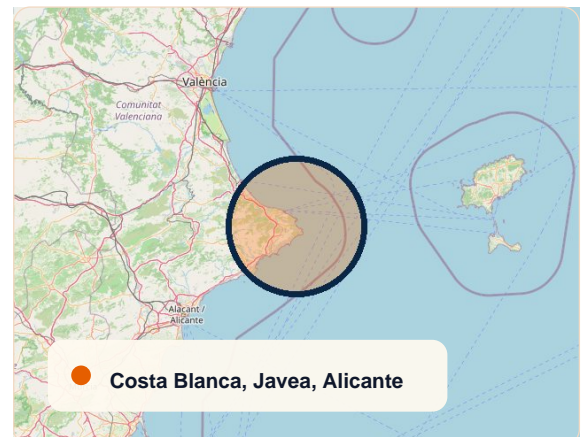 València
Comunitat
Valenciana
Alacant /
Alicante
Costa Blanca, Javea, Alicante